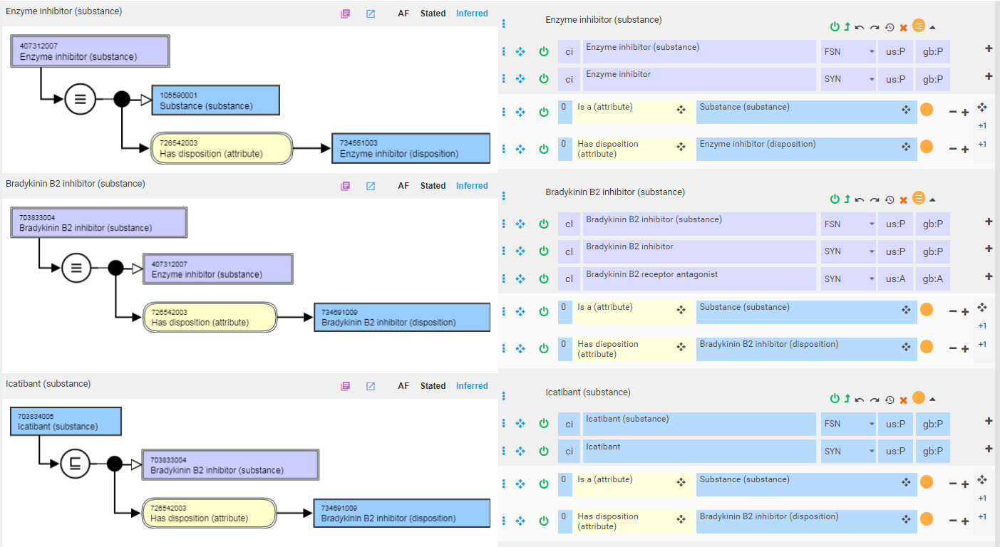 Enzyme inhibitor (substance)
AF Stated Inferred
407312007
Enzyme inhibitor (substance)
105590001
Substance (substance)
726542003
Has disposition (attribute)
734551003
Enzyme inhibitor (disposition)
Enzyme inhibitor (substance)
ci Enzyme inhibitor (substance) FSN us:P gb:P
ci Enzyme inhibitor SYN us:P gb:P
0 Is a (attribute) Substance (substance)
+1
0 Has disposition (attribute) Enzyme inhibitor (disposition)
+1
Bradykinin B2 inhibitor (substance)
AF Stated Inferred
703833004
Bradykinin B2 inhibitor (substance)
407312007
Enzyme inhibitor (substance)
726542003
Has disposition (attribute)
734691009
Bradykinin B2 inhibitor (disposition)
Bradykinin B2 inhibitor (substance)
cI Bradykinin B2 inhibitor (substance) FSN us:P gb:P
cI Bradykinin B2 inhibitor SYN us:P gb:P
cI Bradykinin B2 receptor antagonist SYN us:A gb:A
0 Is a (attribute) Substance (substance)
+1
0 Has disposition (attribute) Bradykinin B2 inhibitor (disposition)
+1
Icatibant (substance)
AF Stated Inferred
703834005
Icatibant (substance)
703833004
Bradykinin B2 inhibitor (substance)
726542003
Has disposition (attribute)
734691009
Bradykinin B2 inhibitor (disposition)
Icatibant (substance)
ci Icatibant (substance) FSN us:P gb:P
ci Icatibant SYN us:P gb:P
0 Is a (attribute) Substance (substance)
+1
0 Has disposition (attribute) Bradykinin B2 inhibitor (disposition)
+1